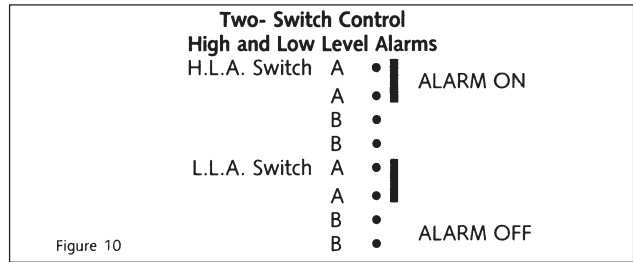 Two- Switch Control
High and Low Level Alarms
H.L.A. Switch A ALARM ON
A
B
B
L.L.A. Switch A
A
B ALARM OFF
Figure 10 B